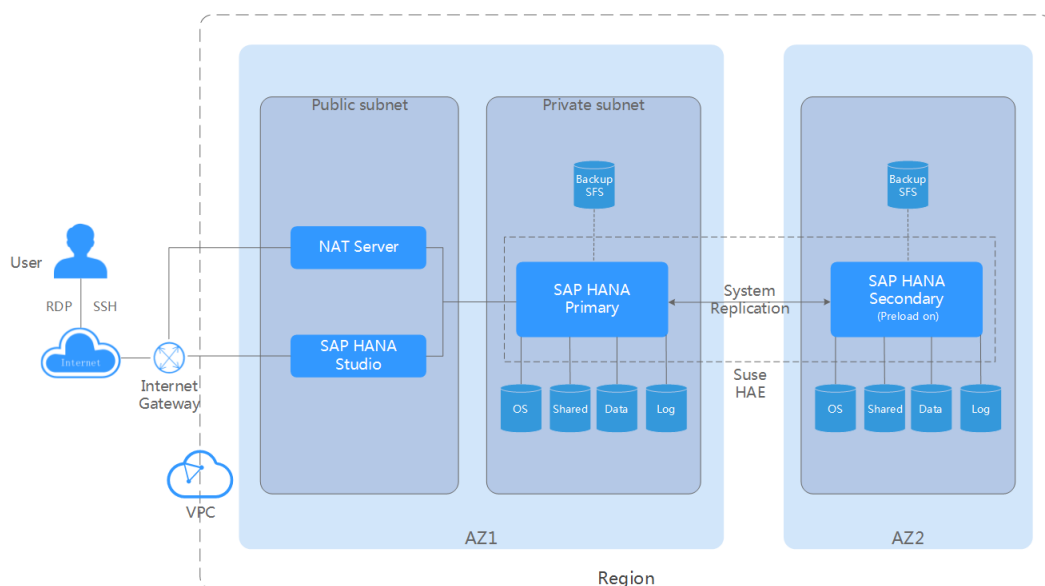 Public subnet
Private subnet
Backup
SFS
Backup
SFS
User
NAT Server
RDP
SSH
SAP HANA
Primary
System
Replication
SAP HANA
Secondary
(Preload on)
Internet
SAP HANA
Studio
Internet
Gateway
Suse
HAE
OS
Shared
Data
Log
OS
Shared
Data
Log
VPC
AZ1
AZ2
Region